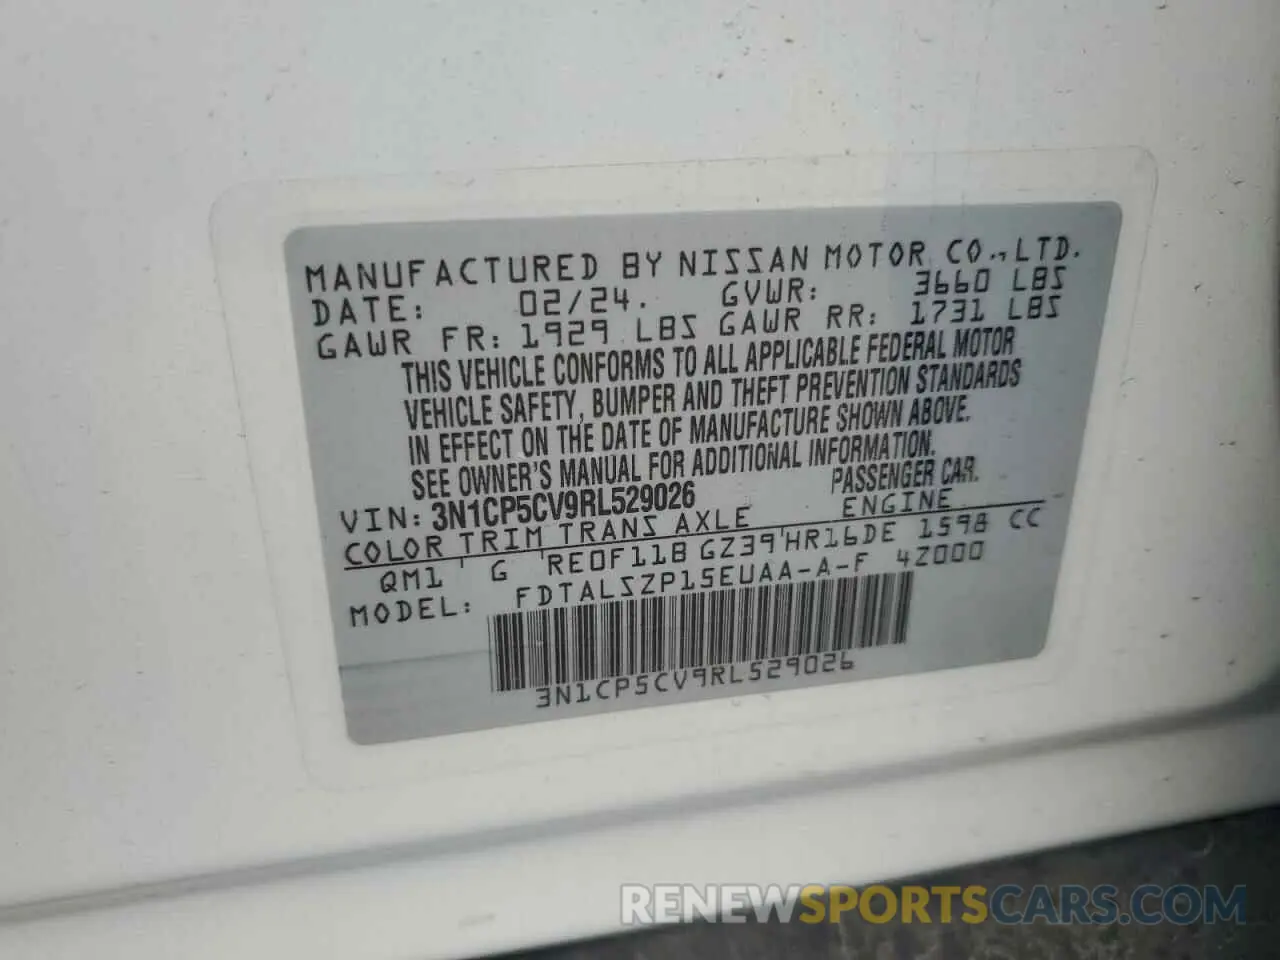 MANUFACTURED BY NISSAN MOTOR CO., LTD.
DATE: 02/24. GVWR: 3660 LBS
GAWR FR: 1929 LBS GAWR RR: 1731 LBS
THIS VEHICLE CONFORMS TO ALL APPLICABLE FEDERAL MOTOR
VEHICLE SAFETY, BUMPER AND THEFT PREVENTION STANDARDS
IN EFFECT ON THE DATE OF MANUFACTURE SHOWN ABOVE.
SEE OWNER'S MANUAL FOR ADDITIONAL INFORMATION.
VIN: 3N1CP5CV9RL529026 PASSENGER CAR.
COLOR TRIM TRANS AXLE ENGINE
QM1 G RE0F11B GZ39 HR16DE 1598 CC
MODEL: FDTALSZP15EUAA-A-F 4Z000
3N1CP5CV9RL529026
RENEWSPORTSCARS.COM